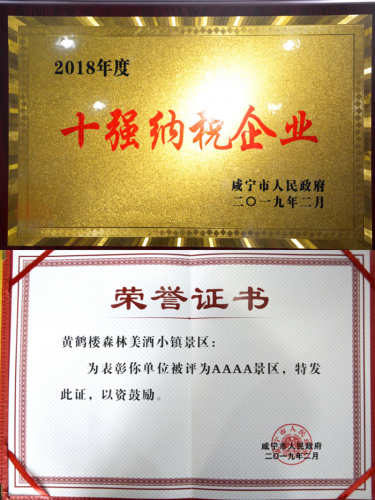 2018年度
十强纳税企业
咸宁市人民政府
二〇一九年二月
荣誉证书
黄鹤楼森林美酒小镇景区：
为表彰你单位被评为AAAA景区，特发
此证，以资鼓励。
咸宁市人民政府
二〇一九年二月